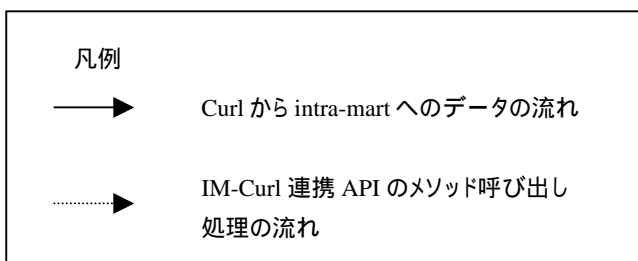 凡例
Curl から intra-mart へのデータの流れ
IM-Curl 連携 API のメソッド呼び出し
処理の流れ